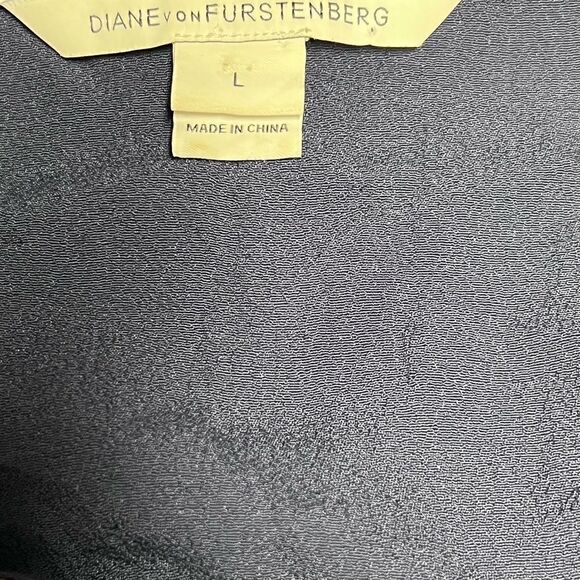 DIANE VON FURSTENBERG
L
MADE IN CHINA